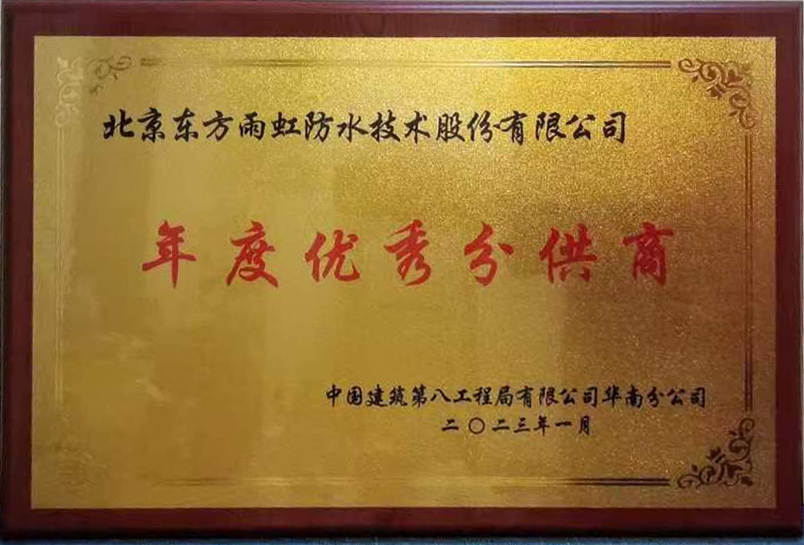 北京东方雨虹防水技术股份有限公司
年度优秀分供商
中国建筑第八工程局有限公司华南分公司
二〇二三年一月